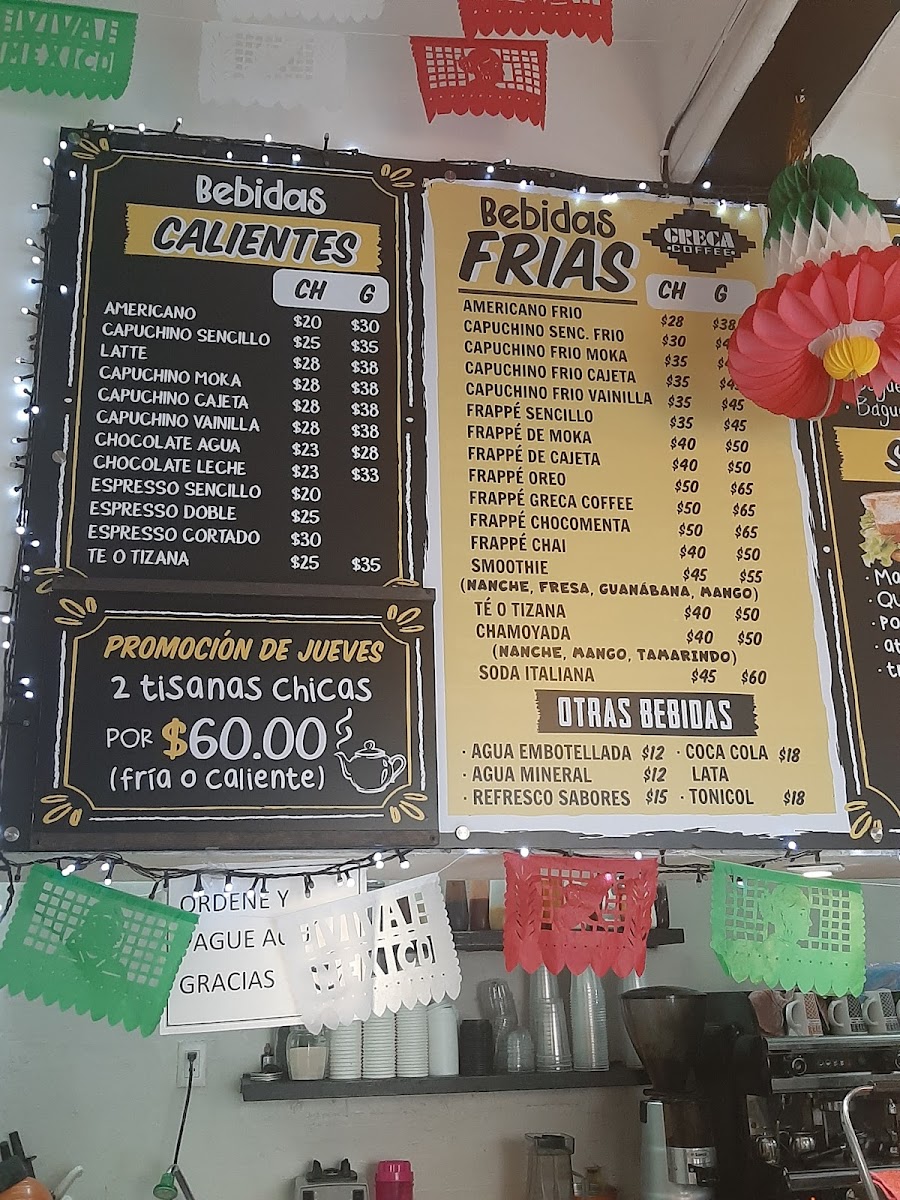 ¡VIVA!
MEXICO
Bebidas
CALIENTES
CH G
AMERICANO $20 $30
CAPUCHINO SENCILLO $25 $35
LATTE $28 $38
CAPUCHINO MOKA $28 $38
CAPUCHINO CAJETA $28 $38
CAPUCHINO VAINILLA $28 $38
CHOCOLATE AGUA $23 $28
CHOCOLATE LECHE $23 $33
ESPRESSO SENCILLO $20
ESPRESSO DOBLE $25
ESPRESSO CORTADO $30
TE O TIZANA $25 $35
PROMOCIÓN DE JUEVES
2 tisanas chicas
POR $60.00
(fría o caliente)
Bebidas
FRIAS
GRECA
COFFEE
CH G
AMERICANO FRIO $28 $38
CAPUCHINO SENC. FRIO $30
CAPUCHINO FRIO MOKA $35
CAPUCHINO FRIO CAJETA $35
CAPUCHINO FRIO VAINILLA $35 $45
FRAPPÉ SENCILLO $35 $45
FRAPPÉ DE MOKA $40 $50
FRAPPÉ DE CAJETA $40 $50
FRAPPÉ OREO $50 $65
FRAPPÉ GRECA COFFEE $50 $65
FRAPPÉ CHOCOMENTA $50 $65
FRAPPÉ CHAI $40 $50
SMOOTHIE $45 $55
(NANCHE, FRESA, GUANÁBANA, MANGO)
TÉ O TIZANA $40 $50
CHAMOYADA $40 $50
(NANCHE, MANGO, TAMARINDO)
SODA ITALIANA $45 $60
OTRAS BEBIDAS
· AGUA EMBOTELLADA $12 · COCA COLA $18
· AGUA MINERAL $12 LATA
· REFRESCO SABORES $15 · TONICOL $18
ORDENE Y
PAGUE
GRACIAS
¡VIVA!
MEXICO